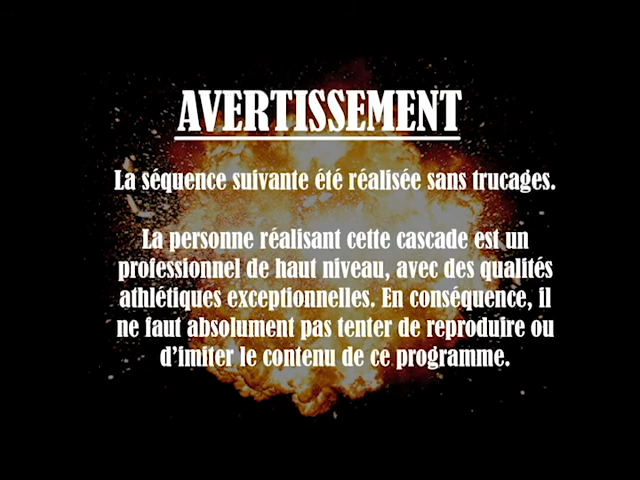 AVERTISSEMENT
La séquence suivante été réalisée sans trucages.
La personne réalisant cette cascade est un
professionnel de haut niveau, avec des qualités
athlétiques exceptionnelles. En conséquence, il
ne faut absolument pas tenter de reproduire ou
d’imiter le contenu de ce programme.